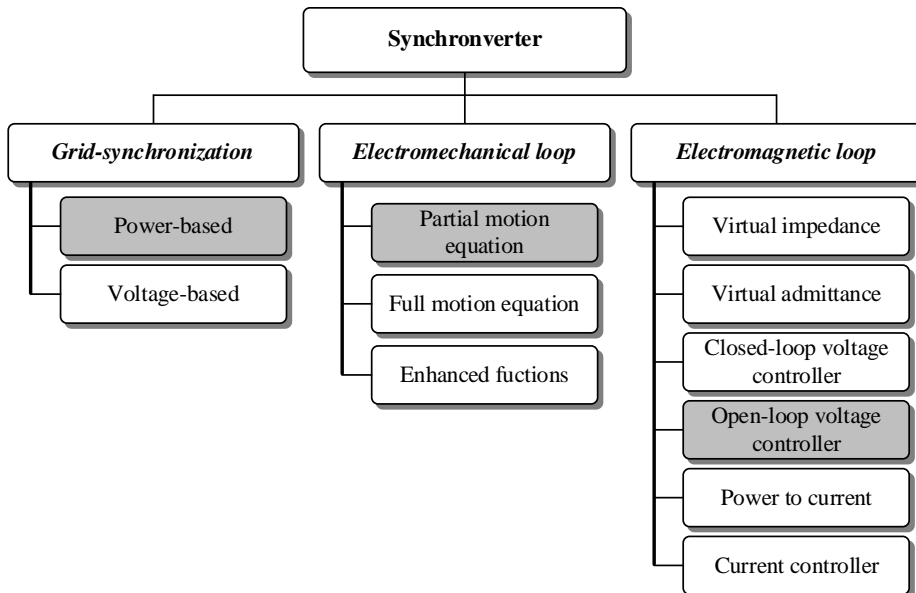 Synchronverter
Grid-synchronization
Power-based
Voltage-based
Electromechanical loop
Partial motion
equation
Full motion equation
Enhanced fuctions
Electromagnetic loop
Virtual impedance
Virtual admittance
Closed-loop voltage
controller
Open-loop voltage
controller
Power to current
Current controller